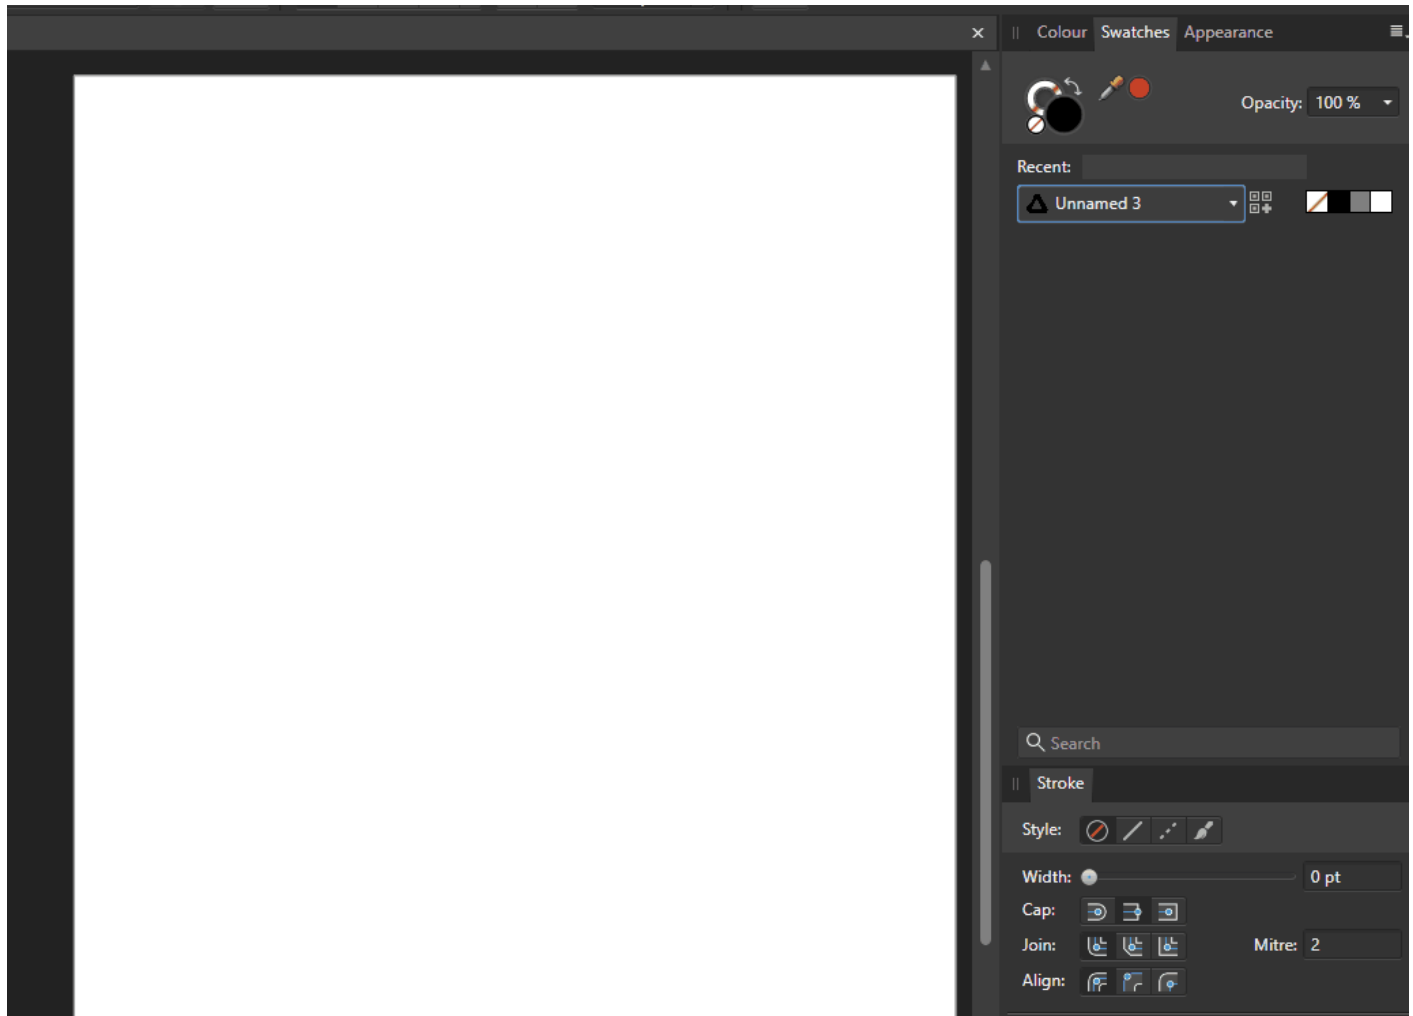 Colour Swatches Appearance
Opacity: 100 %
Recent:
Unnamed 3
Search
Stroke
Style:
Width: 0 pt
Cap:
Join: Mitre: 2
Align: